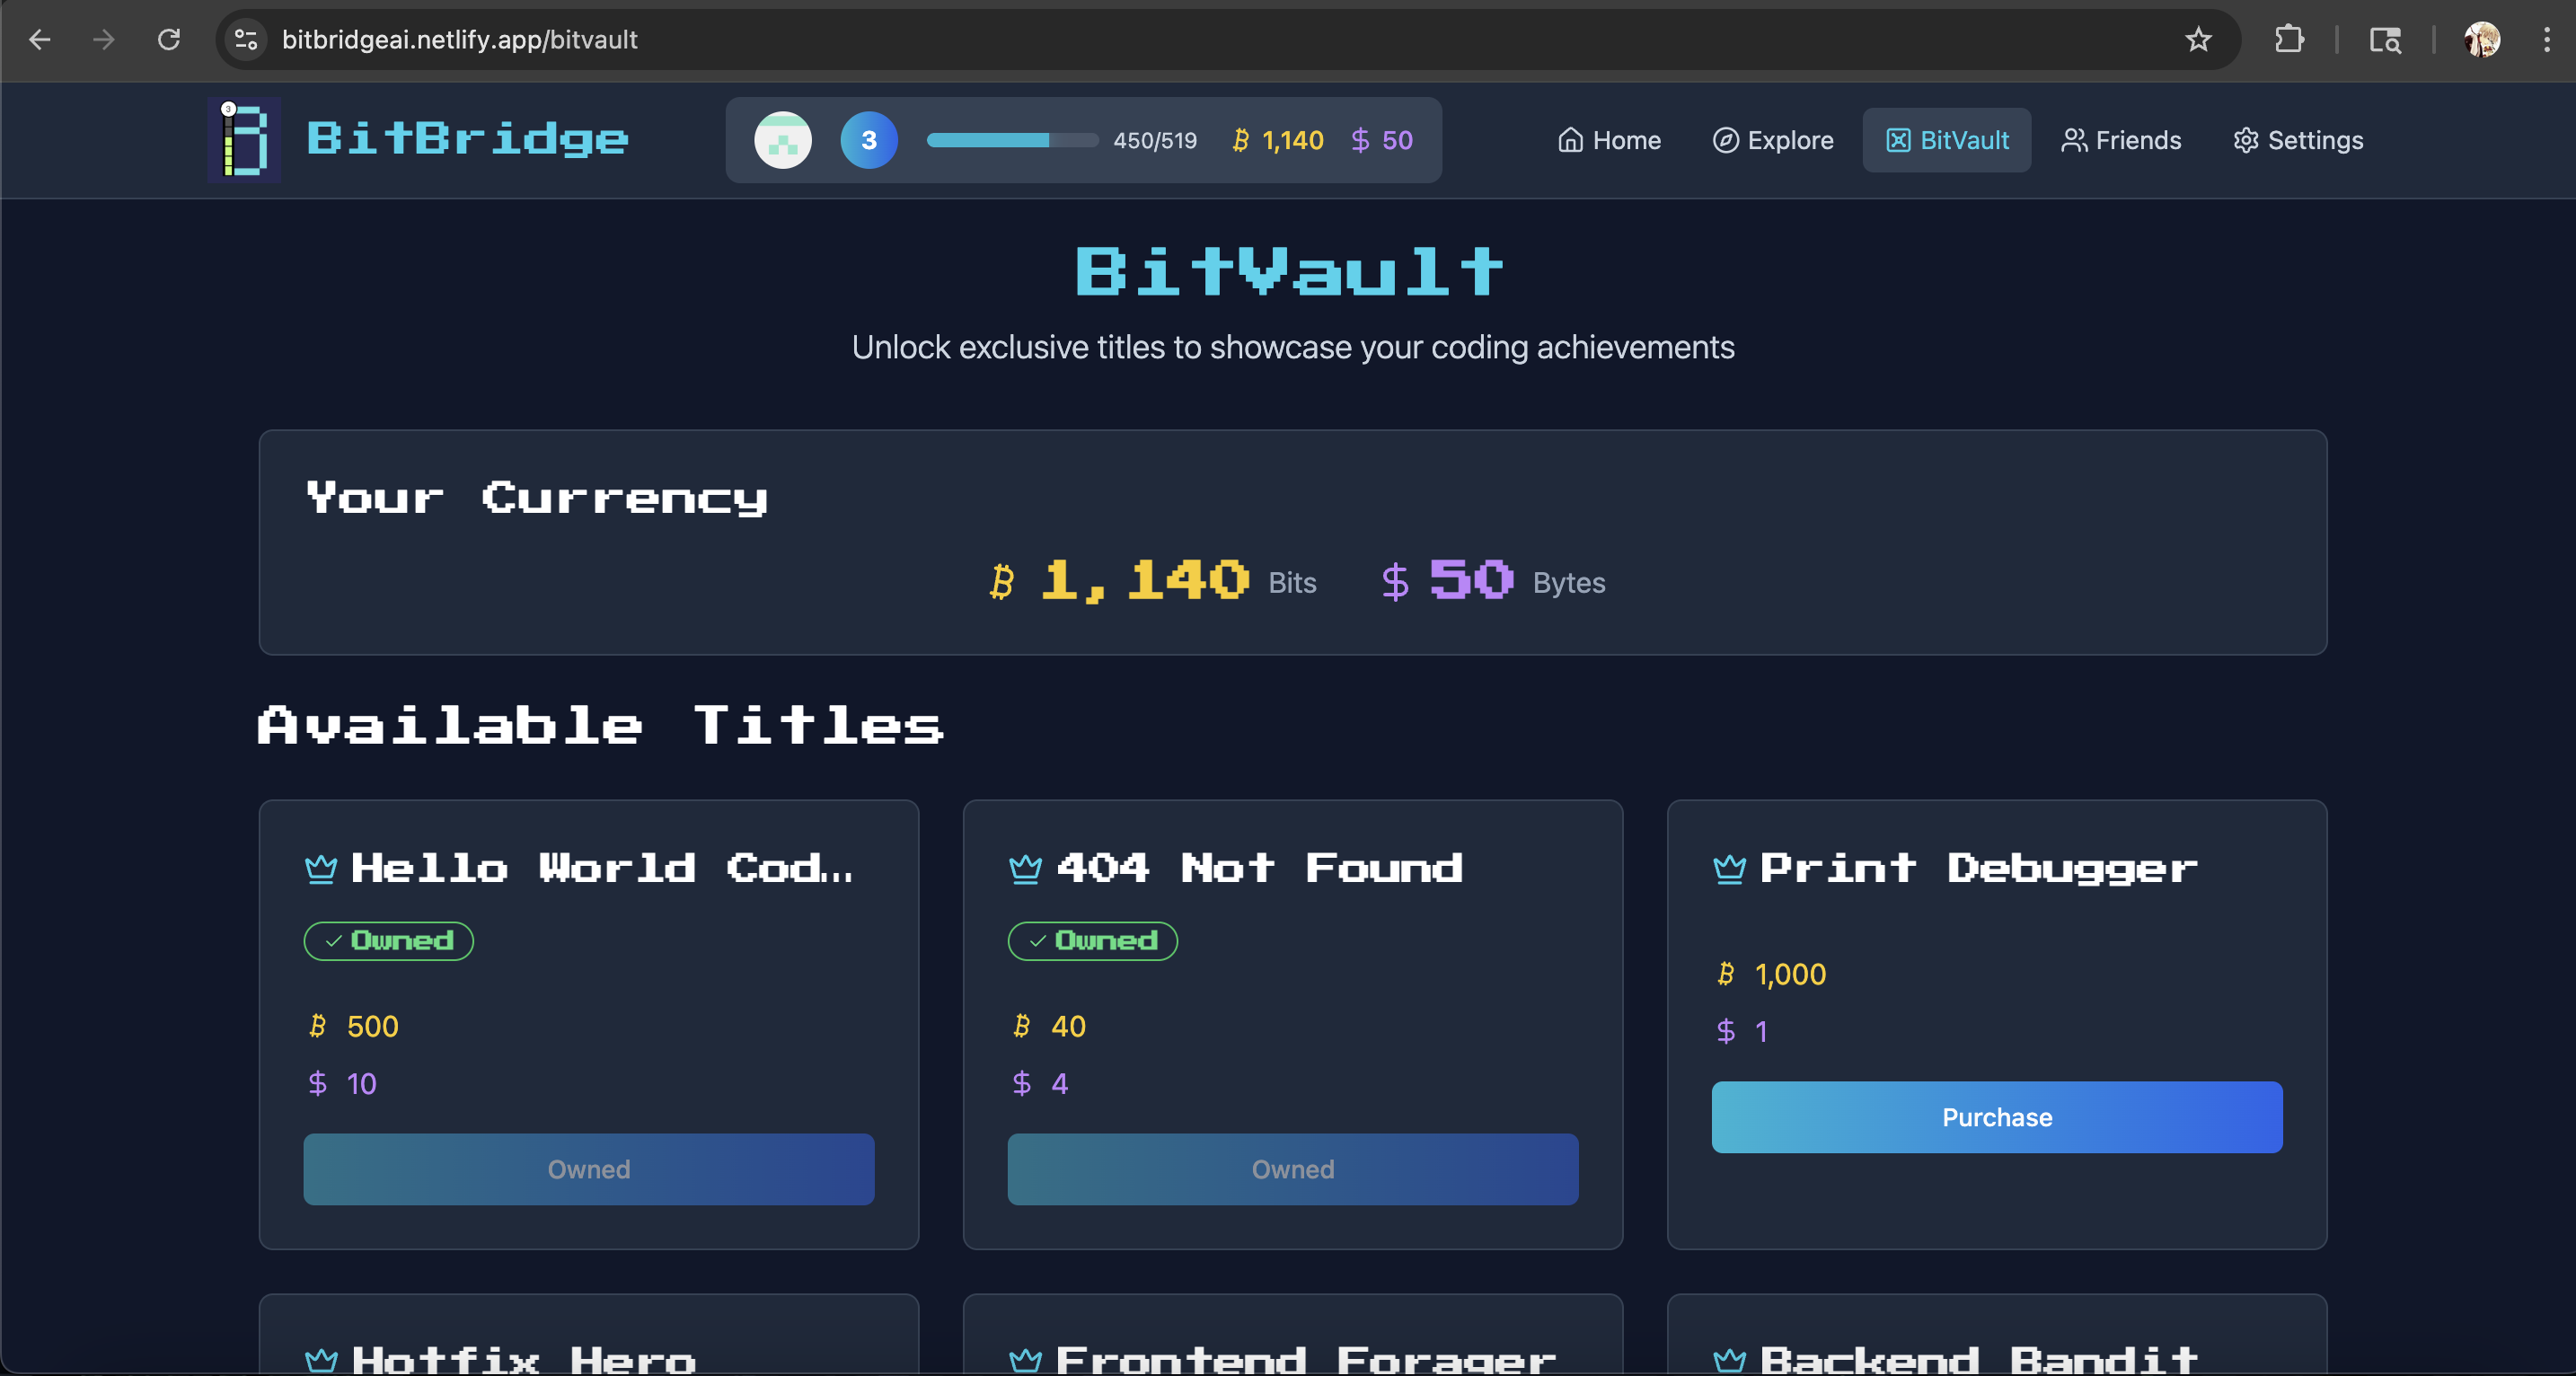 bitbridgeai.netlify.app/bitvault
3
BitBridge
3
450/519
1,140
$ 50
Home
Explore
BitVault
Friends
Settings
BitVault
Unlock exclusive titles to showcase your coding achievements
Your Currency
₿ 1,140 Bits
$ 50 Bytes
Available Titles
Hello World Cod...
Owned
₿ 500
$ 10
Owned
404 Not Found
Owned
₿ 40
$ 4
Owned
Print Debugger
₿ 1,000
$ 1
Purchase
Hotfix Hero
Frontend Forager
Backend Bandit